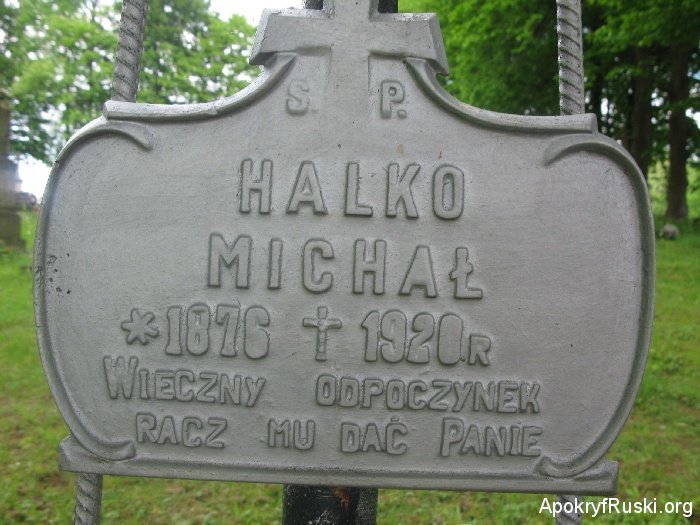 S. P.
HALKO
MICHAŁ
* 1876 † 1920 R
WIECZNY ODPOCZYNEK
RACZ MU DAĆ PANIE
ApokryfRuski.org